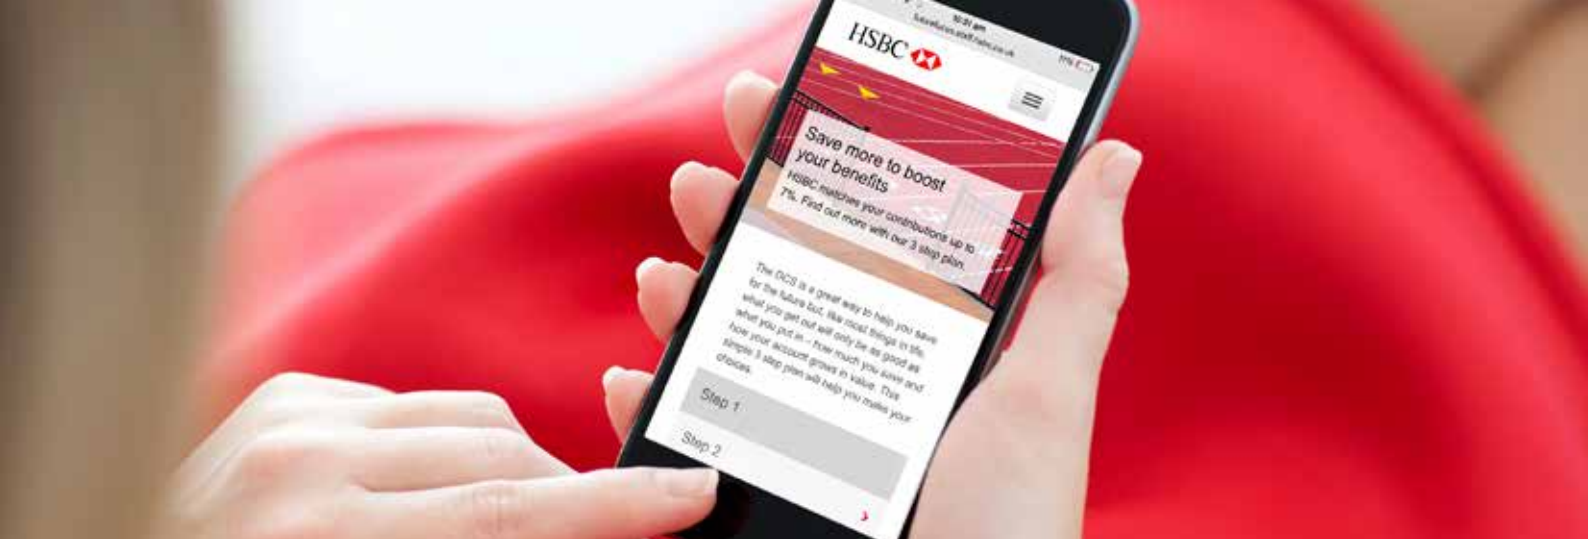 10:31 am
77%
HSBC
Save more to boost
your benefits
HSBC matches your contributions up to
7%. Find out more with our 3 step plan.
The DCS is a great way to help you save
for the future but, like most things in life,
what you get out will only be as good as
what you put in – how much you save and
how your account grows in value. This
simple 3 step plan will help you make your
choices.
Step 1
Step 2